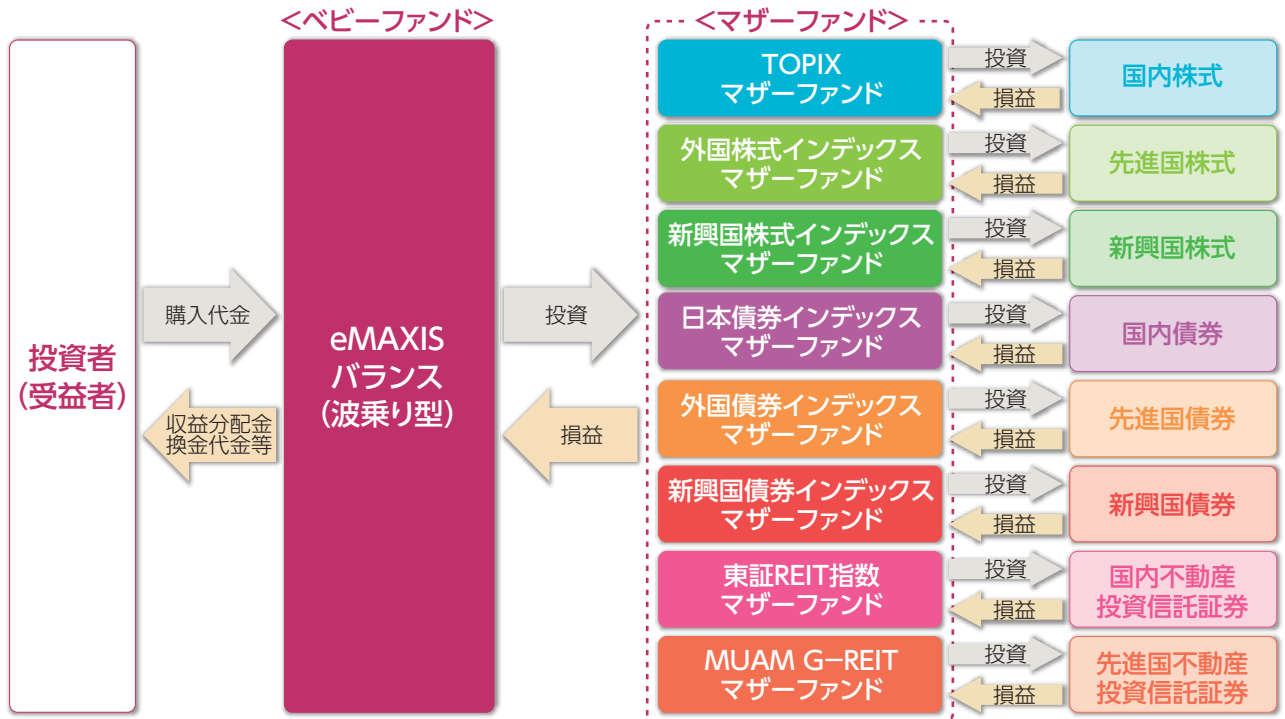 <ベビーファンド>
<マザーファンド>
投資者
(受益者)
購入代金
収益分配金
換金代金等
eMAXIS
バランス
(波乗り型)
投資
損益
TOPIX
マザーファンド
投資
損益
国内株式
外国株式インデックス
マザーファンド
投資
損益
先進国株式
新興国株式インデックス
マザーファンド
投資
損益
新興国株式
日本債券インデックス
マザーファンド
投資
損益
国内債券
外国債券インデックス
マザーファンド
投資
損益
先進国債券
新興国債券インデックス
マザーファンド
投資
損益
新興国債券
東証REIT指数
マザーファンド
投資
損益
国内不動産
投資信託証券
MUAM G−REIT
マザーファンド
投資
損益
先進国不動産
投資信託証券